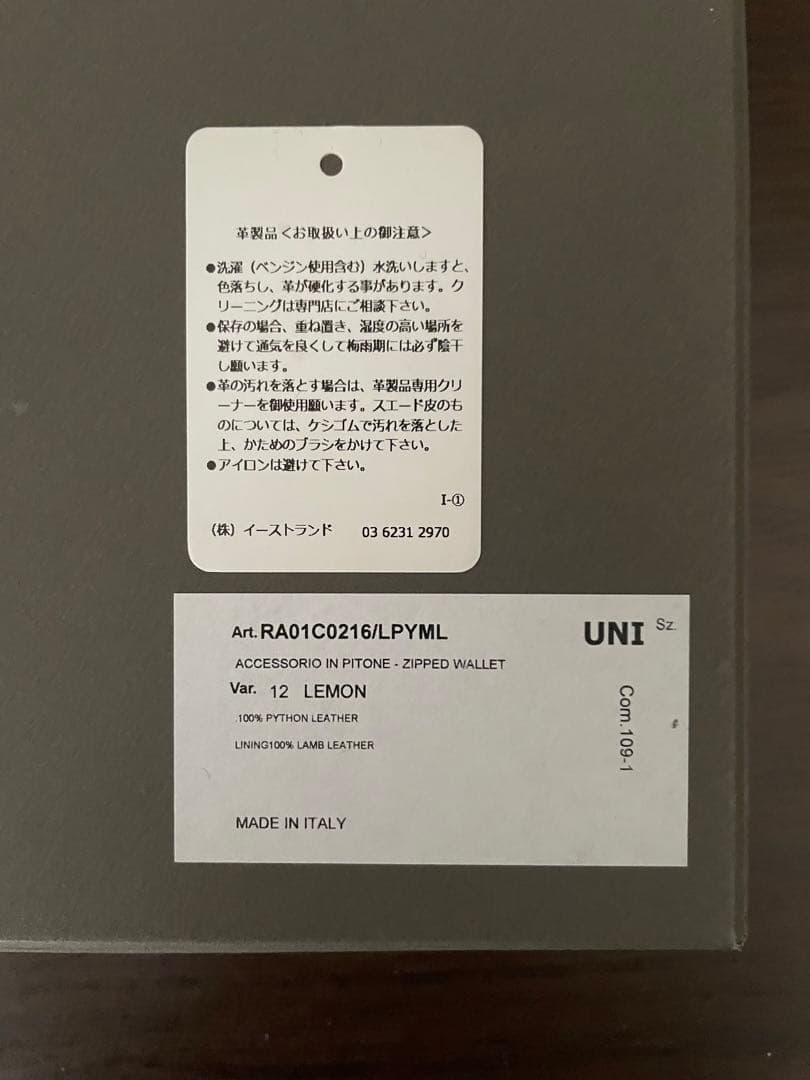 革製品＜お取扱い上の御注意＞
●洗濯（ベンジン使用含む）水洗いしますと、
色落ちし、革が硬化する事があります。ク
リーニングは専門店にご相談下さい。
●保存の場合、重ね置き、湿度の高い場所を
避けて通気を良くして梅雨期には必ず陰干
し願います。
●革の汚れを落とす場合は、革製品専用クリ
ーナーを御使用願います。スエード皮のも
のについては、ケシゴムで汚れを落とした
上、かためのブラシをかけて下さい。
●アイロンは避けて下さい。
I-①
（株）イーストランド 03 6231 2970
Art.RA01C0216/LPYML
UNI Sz.
ACCESSORIO IN PITONE - ZIPPED WALLET
Var. 12 LEMON
.100% PYTHON LEATHER
LINING100% LAMB LEATHER
Com.109-1
MADE IN ITALY